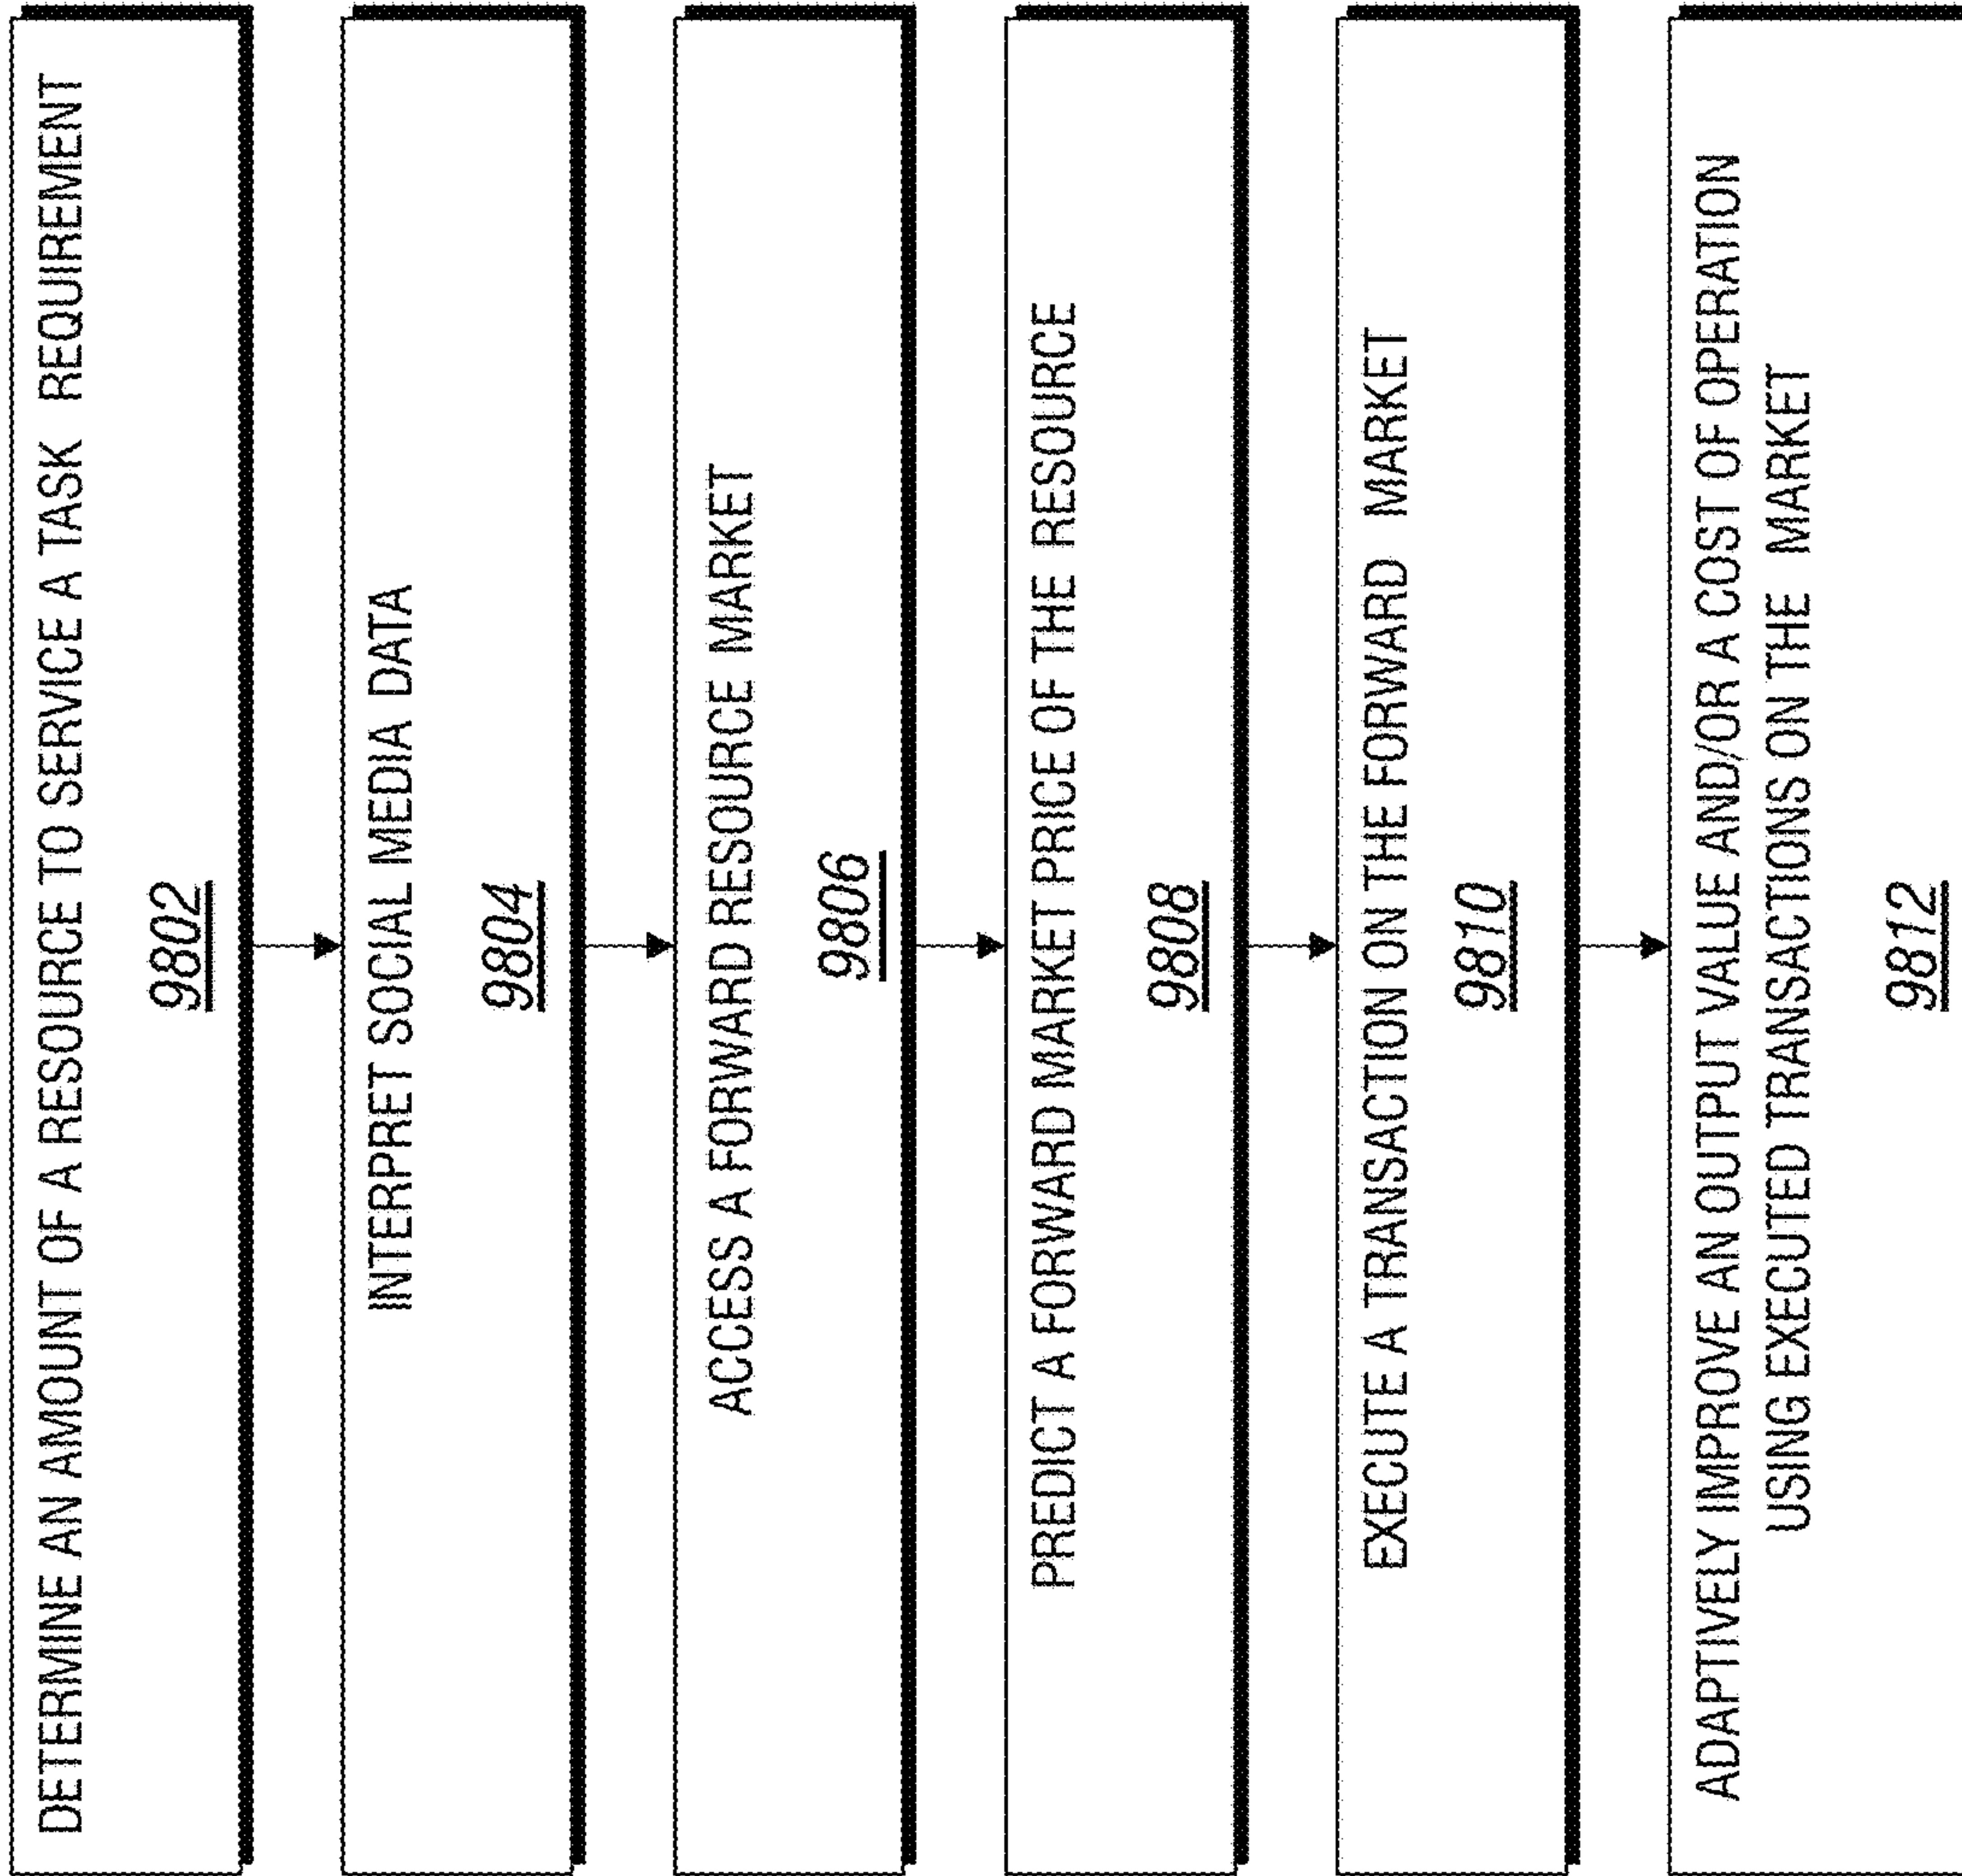 DETERMINE AN AMOUNT OF A RESOURCE TO SERVICE A TASK REQUIREMENT
9802
INTERPRET SOCIAL MEDIA DATA
9804
ACCESS A FORWARD RESOURCE MARKET
9806
PREDICT A FORWARD MARKET PRICE OF THE RESOURCE
9808
EXECUTE A TRANSACTION ON THE FORWARD MARKET
9810
ADAPTIVELY IMPROVE AN OUTPUT VALUE AND/OR A COST OF OPERATION
USING EXECUTED TRANSACTIONS ON THE MARKET
9812